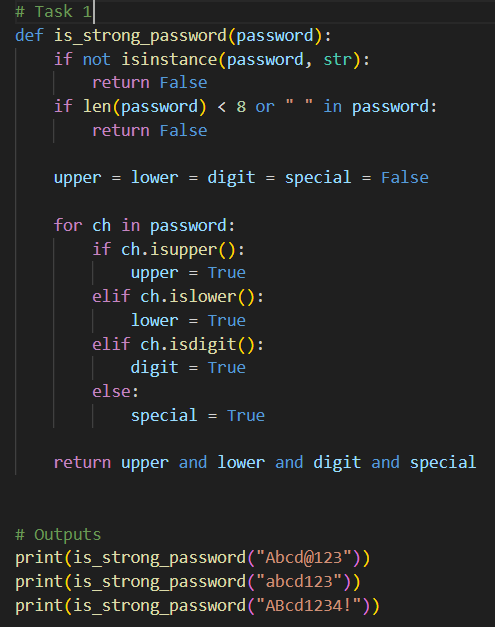 # Task 1
def is_strong_password(password):
    if not isinstance(password, str):
        return False
    if len(password) < 8 or " " in password:
        return False

    upper = lower = digit = special = False

    for ch in password:
        if ch.isupper():
            upper = True
        elif ch.islower():
            lower = True
        elif ch.isdigit():
            digit = True
        else:
            special = True

    return upper and lower and digit and special


# Outputs
print(is_strong_password("Abcd@123"))
print(is_strong_password("abcd123"))
print(is_strong_password("ABcd1234!"))